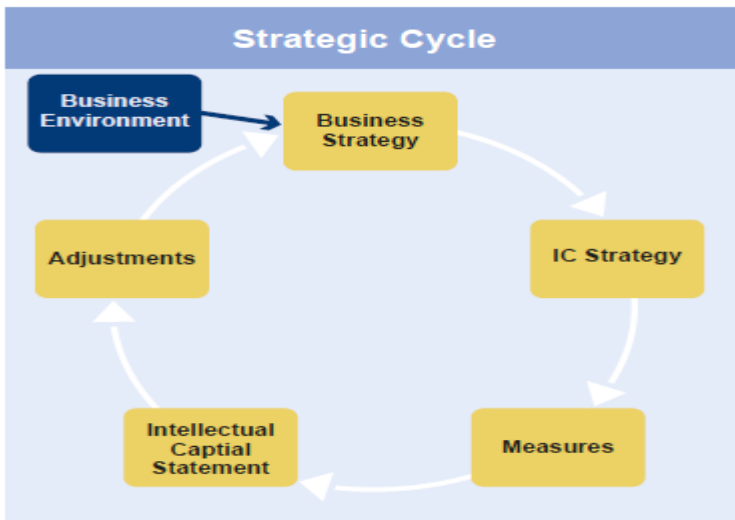 Strategic Cycle
Business
Environment
Business
Strategy
Adjustments
IC Strategy
Intellectual
Captial
Statement
Measures